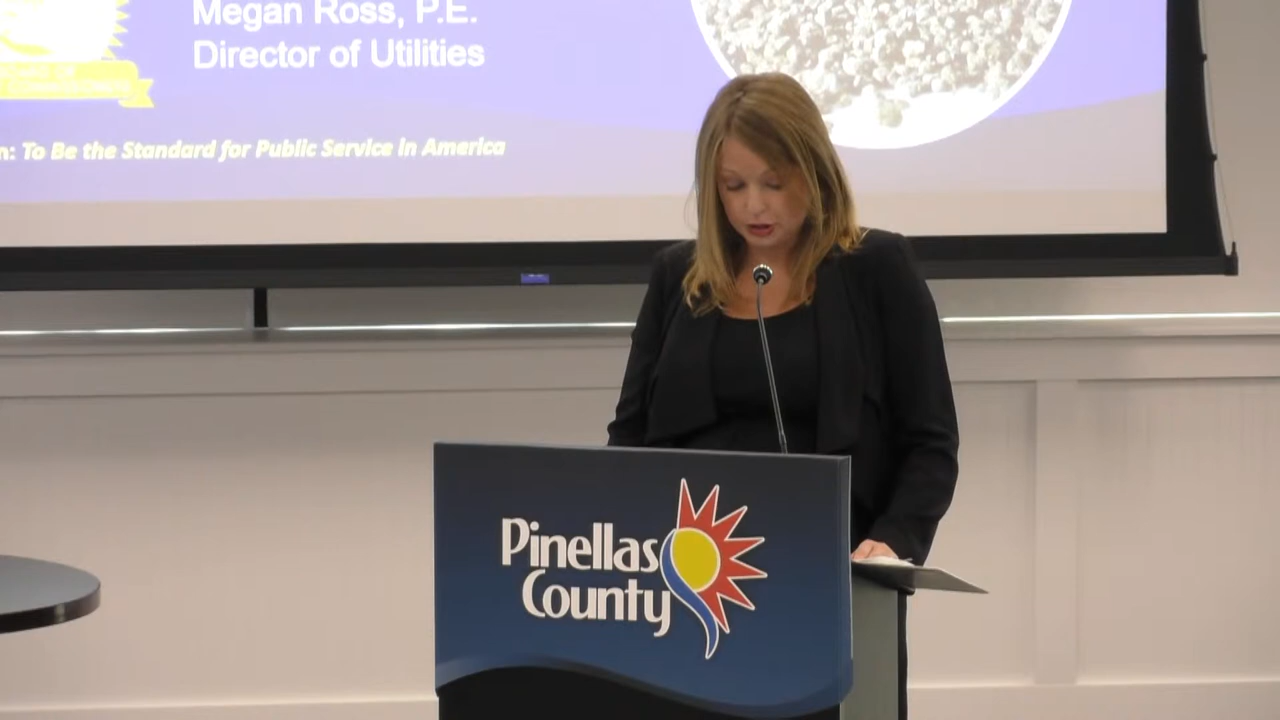 Megan Ross, P.E.
Director of Utilities
n: To Be the Standard for Public Service in America
Pinellas
County